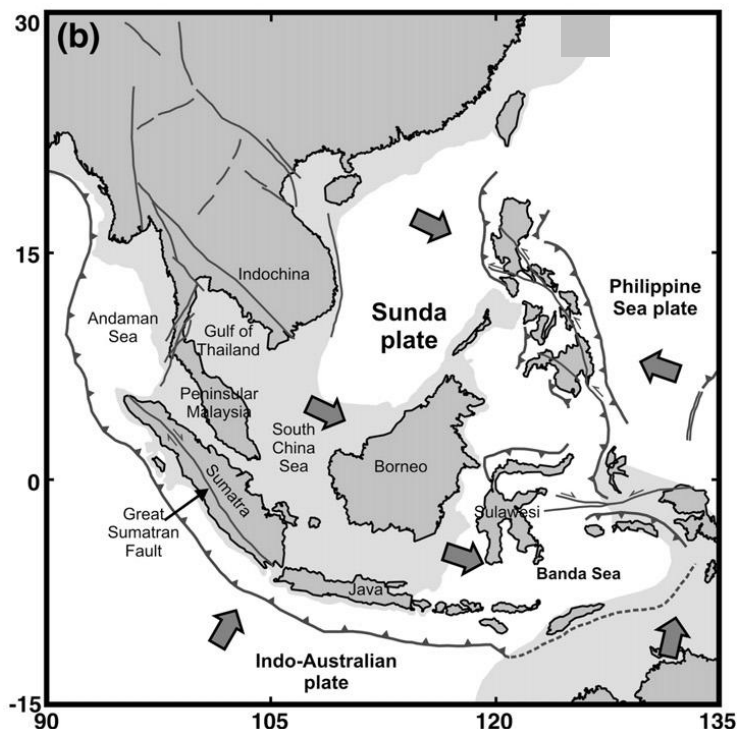 30
(b)
15
Indochina
Andaman
Sea
Gulf of
Thailand
Sunda
plate
Philippine
Sea plate
Peninsular
Malaysia
South
China
Sea
Borneo
0
Sumatra
Sulawesi
Great
Sumatran
Fault
Java
Banda Sea
Indo-Australian
plate
-15
90
105
120
135